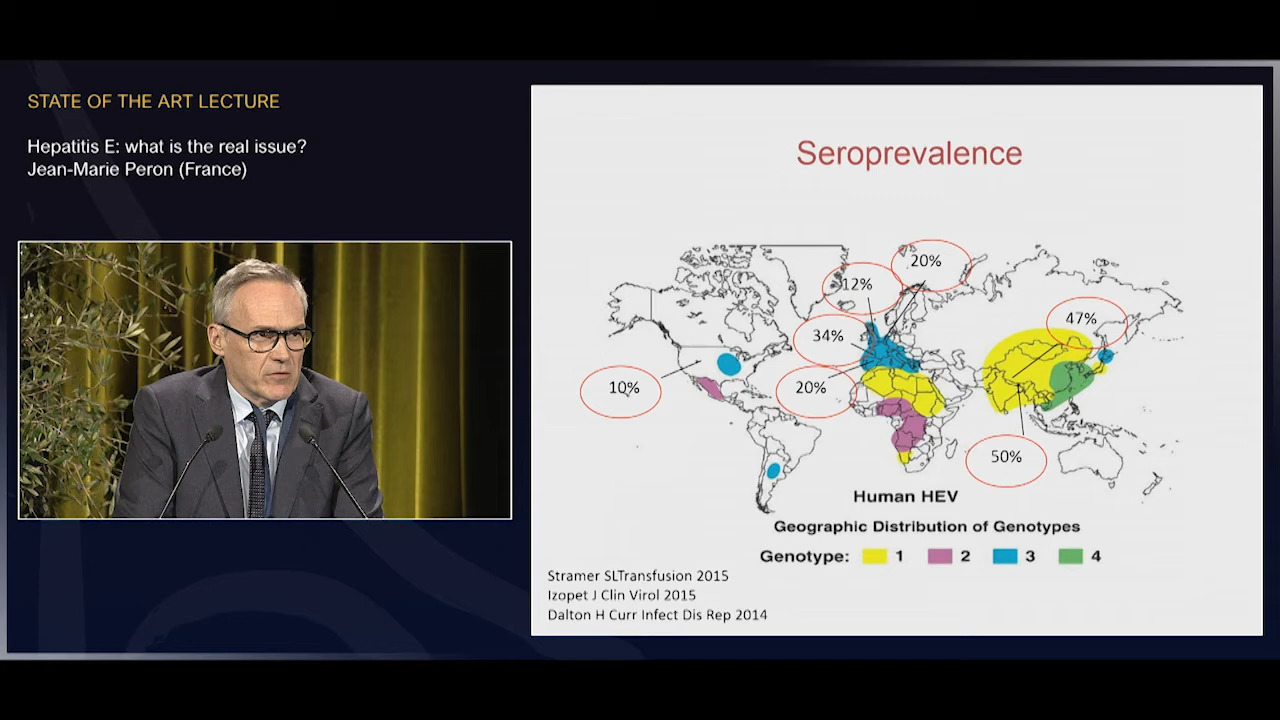 STATE OF THE ART LECTURE
Hepatitis E: what is the real issue?
Jean-Marie Peron (France)
Seroprevalence
20%
12%
47%
34%
10%
20%
50%
Human HEV
Geographic Distribution of Genotypes
Genotype: 1 2 3 4
Stramer SLTransfusion 2015
Izopet J Clin Virol 2015
Dalton H Curr Infect Dis Rep 2014